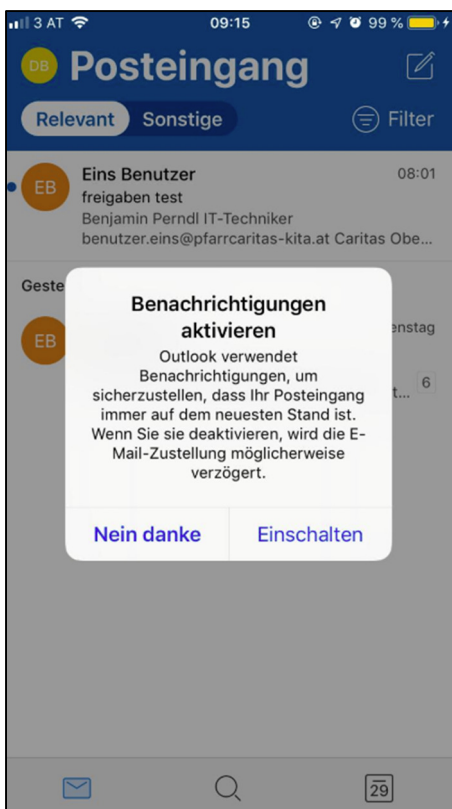 3 AT 09:15 99 %
DB Posteingang
Relevant Sonstige Filter
EB Eins Benutzer 08:01
freigaben test
Benjamin Perndl IT-Techniker
benutzer.eins@pfarrcaritas-kita.at Caritas Obe...
Geste
Benachrichtigungen
aktivieren
EB enstag
Outlook verwendet
Benachrichtigungen, um
t... 6
sicherzustellen, dass Ihr Posteingang
immer auf dem neuesten Stand ist.
Wenn Sie sie deaktivieren, wird die E-
Mail-Zustellung möglicherweise
verzögert.
Nein danke Einschalten
29